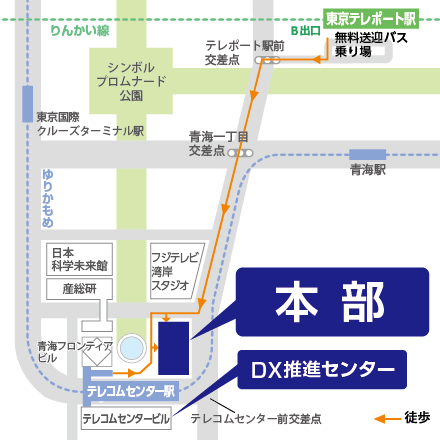 東京テレポート駅
りんかい線
B出口
無料送迎バス
乗り場
テレポート駅前
交差点
シンボル
プロムナード
公園
東京国際
クルーズターミナル駅
青海一丁目
交差点
青海駅
ゆりかもめ
日本
科学未来館
産総研
フジテレビ
湾岸
スタジオ
本部
青海フロンティア
ビル
DX推進センター
テレコムセンター駅
テレコムセンタービル
テレコムセンター前交差点
徒歩